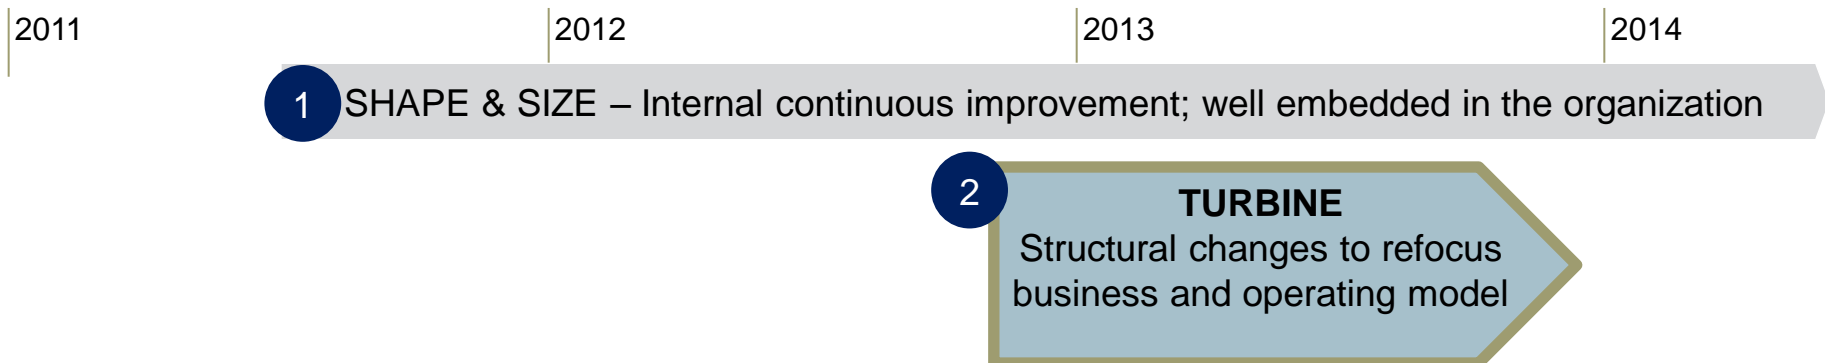 2011
2012
2013
2014
1
SHAPE & SIZE – Internal continuous improvement; well embedded in the organization
2
TURBINE
Structural changes to refocus
business and operating model